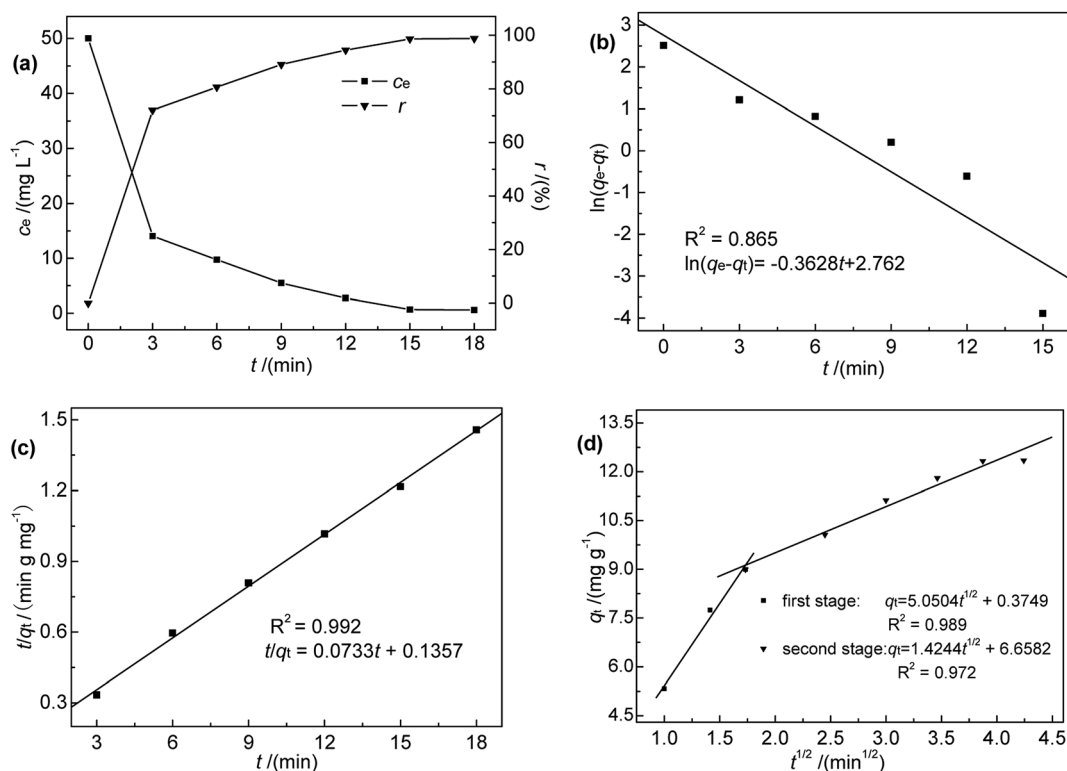 (a)
50
40
30
20
10
0
cₑ /(mg L⁻¹)
100
80
60
40
20
0
r /(%)
cₑ
r
0 3 6 9 12 15 18
t /(min)
(b)
3
2
1
0
-1
-2
-3
-4
ln(qₑ-qₜ)
R² = 0.865
ln(qₑ-qₜ)= -0.3628t+2.762
0 3 6 9 12 15
t /(min)
(c)
1.5
1.2
0.9
0.6
0.3
t/qₜ / (min g mg⁻¹)
R² = 0.992
t/qₜ = 0.0733t + 0.1357
3 6 9 12 15 18
t /(min)
(d)
13.5
12.0
10.5
9.0
7.5
6.0
4.5
qₜ /(mg g⁻¹)
first stage: qₜ=5.0504t¹/² + 0.3749
R² = 0.989
second stage:qₜ=1.4244t¹/² + 6.6582
R² = 0.972
1.0 1.5 2.0 2.5 3.0 3.5 4.0 4.5
t¹/² /(min¹/²)